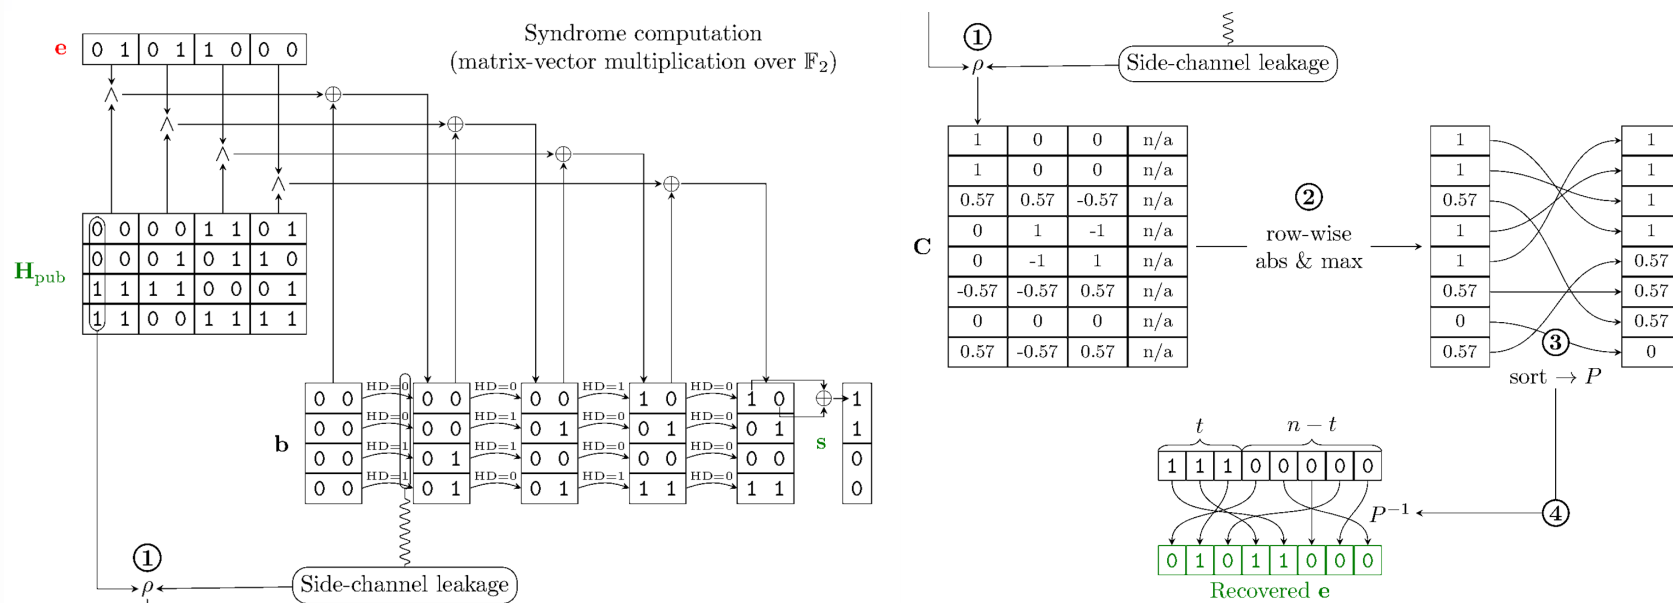 e 0 1 0 1 1 0 0 0
Syndrome computation
(matrix-vector multiplication over 𝔽₂)
∧ ⊕
∧ ⊕
∧ ⊕
∧ ⊕
H_pub
0 0 0 0 1 1 0 1
0 0 0 1 0 1 1 0
1 1 1 1 0 0 0 1
1 1 0 0 1 1 1 1
b
0 0 HD=0 0 0 HD=0 0 0 HD=1 1 0 HD=0 1 0 ⊕ 1
0 0 HD=0 0 0 HD=1 0 1 HD=0 0 1 HD=0 0 1 s 1
0 0 HD=1 0 1 HD=1 0 0 HD=0 0 0 HD=0 0 0 0
0 0 HD=1 0 1 HD=0 0 1 HD=1 1 1 HD=0 1 1 0
1
ρ
Side-channel leakage
1
ρ
Side-channel leakage
C
1 0 0 n/a
1 0 0 n/a
0.57 0.57 -0.57 n/a
0 1 -1 n/a
0 -1 1 n/a
-0.57 -0.57 0.57 n/a
0 0 0 n/a
0.57 -0.57 0.57 n/a
2
row-wise
abs & max
1 1
1 1
0.57 1
1 1
1 0.57
0.57 0.57
0 0.57
0.57 0
3
sort → P
t n − t
1 1 1 0 0 0 0 0
P⁻¹
4
0 1 0 1 1 0 0 0
Recovered e